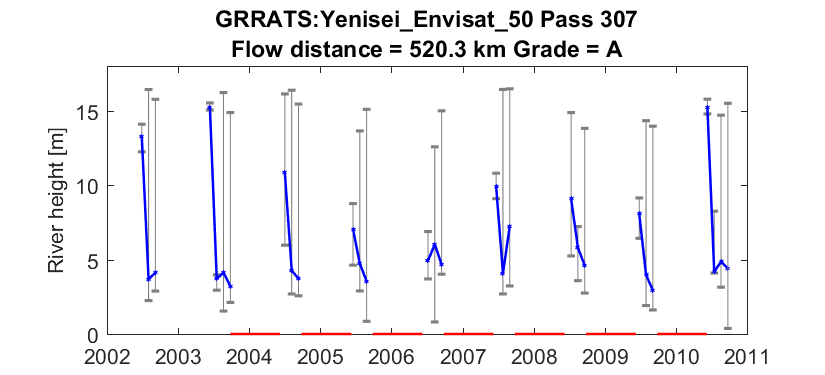 GRRATS:Yenisei_Envisat_50 Pass 307
Flow distance = 520.3 km Grade = A
River height [m]
15
10
5
0
2002 2003 2004 2005 2006 2007 2008 2009 2010 2011